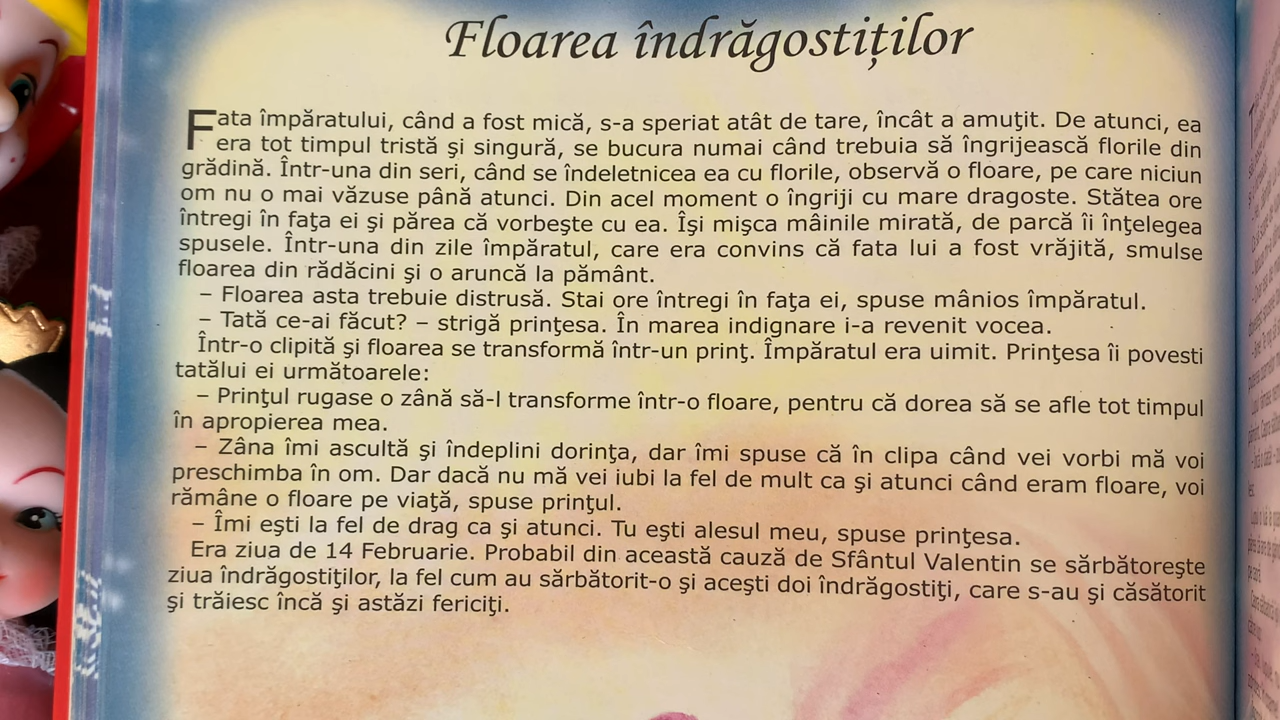 Floarea îndrăgostiților
Fata împăratului, când a fost mică, s-a speriat atât de tare, încât a amuţit. De atunci, ea
era tot timpul tristă şi singură, se bucura numai când trebuia să îngrijească florile din
grădină. Într-una din seri, când se îndeletnicea ea cu florile, observă o floare, pe care niciun
om nu o mai văzuse până atunci. Din acel moment o îngriji cu mare dragoste. Stătea ore
întregi în faţa ei şi părea că vorbeşte cu ea. Îşi mişca mâinile mirată, de parcă îi înţelegea
spusele. Într-una din zile împăratul, care era convins că fata lui a fost vrăjită, smulse
floarea din rădăcini şi o aruncă la pământ.
– Floarea asta trebuie distrusă. Stai ore întregi în faţa ei, spuse mânios împăratul.
– Tată ce-ai făcut? – strigă prinţesa. În marea indignare i-a revenit vocea.
Într-o clipită şi floarea se transformă într-un prinţ. Împăratul era uimit. Prinţesa îi povesti
tatălui ei următoarele:
– Prinţul rugase o zână să-l transforme într-o floare, pentru că dorea să se afle tot timpul
în apropierea mea.
– Zâna îmi ascultă şi îndeplini dorinţa, dar îmi spuse că în clipa când vei vorbi mă voi
preschimba în om. Dar dacă nu mă vei iubi la fel de mult ca şi atunci când eram floare, voi
rămâne o floare pe viaţă, spuse prinţul.
– Îmi eşti la fel de drag ca şi atunci. Tu eşti alesul meu, spuse prinţesa.
Era ziua de 14 Februarie. Probabil din această cauză de Sfântul Valentin se sărbătoreşte
ziua îndrăgostiţilor, la fel cum au sărbătorit-o şi aceşti doi îndrăgostiţi, care s-au şi căsătorit
şi trăiesc încă şi astăzi fericiţi.